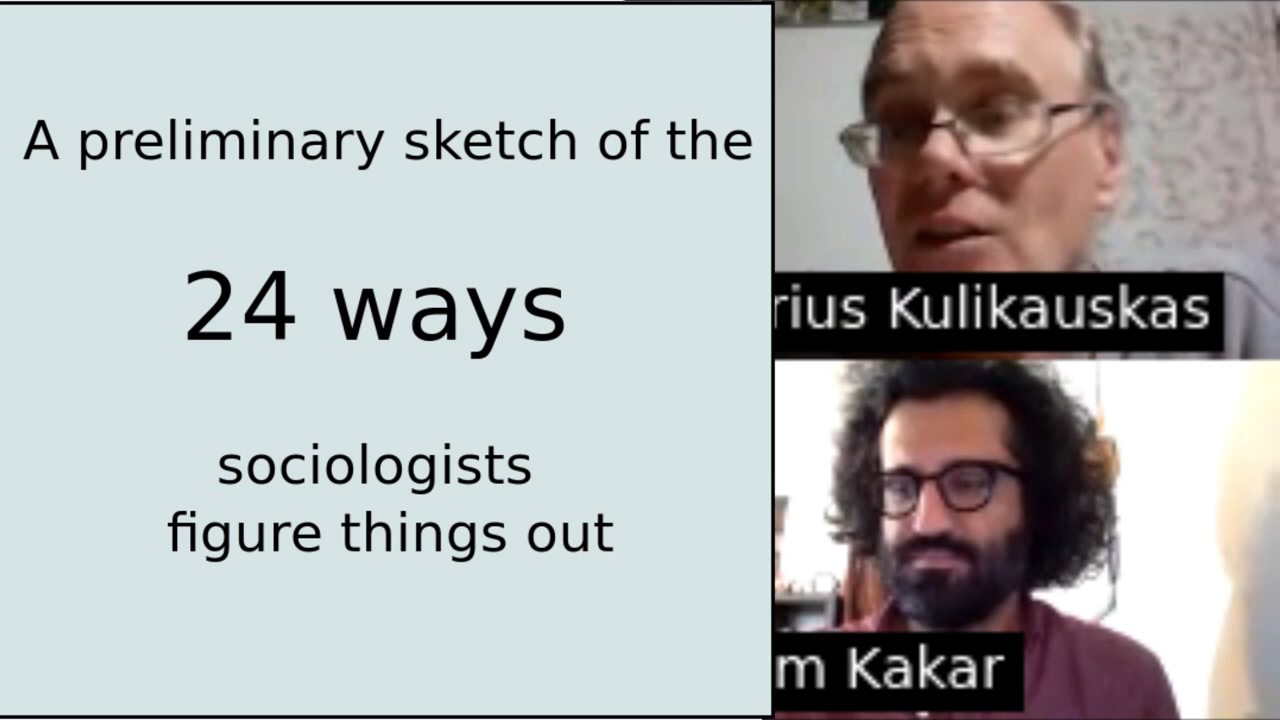 A preliminary sketch of the
24 ways
sociologists
figure things out
rius Kulikauskas
m Kakar